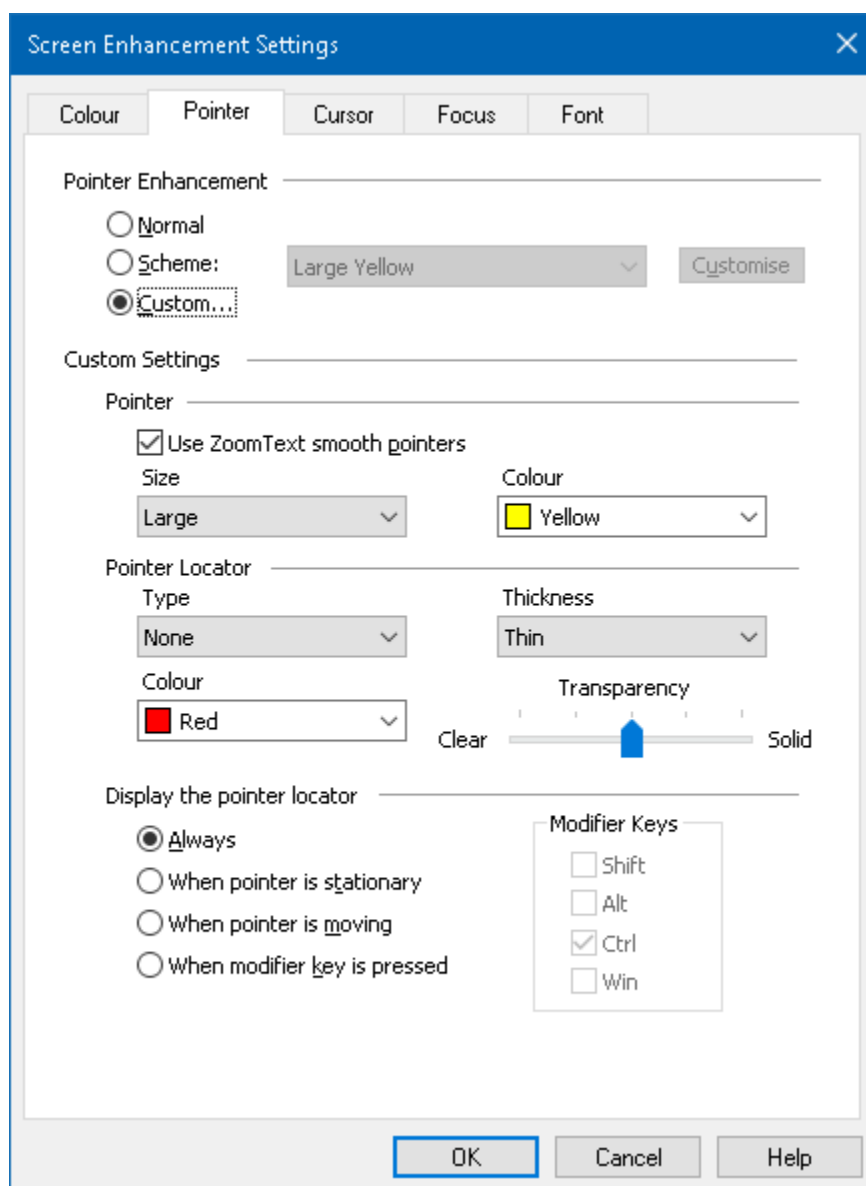 Screen Enhancement Settings
Colour Pointer Cursor Focus Font
Pointer Enhancement
Normal
Scheme: Large Yellow Customise
Custom...
Custom Settings
Pointer
Use ZoomText smooth pointers
Size Colour
Large Yellow
Pointer Locator
Type Thickness
None Thin
Colour Transparency
Red Clear Solid
Display the pointer locator
Modifier Keys
Always Shift
When pointer is stationary Alt
When pointer is moving Ctrl
When modifier key is pressed Win
OK Cancel Help